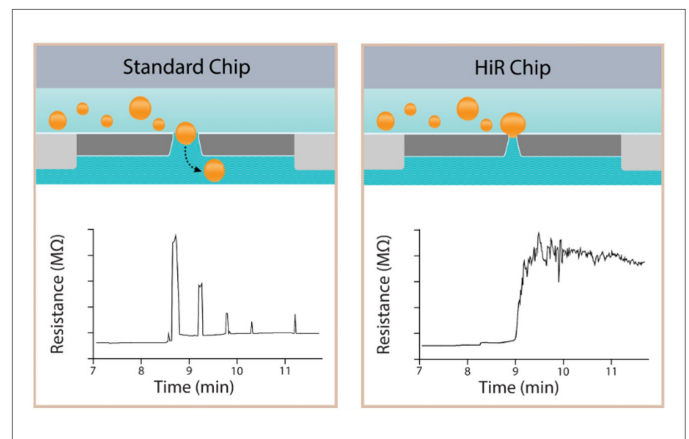 Standard Chip
Resistance (MΩ)
7 8 9 10 11
Time (min)
HiR Chip
Resistance (MΩ)
7 8 9 10 11
Time (min)